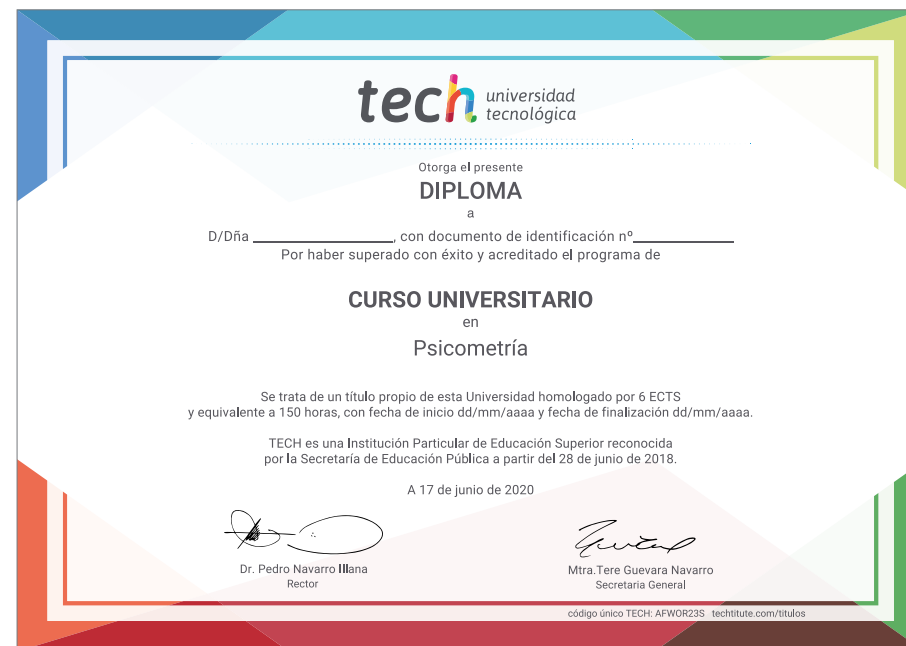 tech universidad
tecnológica
Otorga el presente
DIPLOMA
a
D/Dña ____________, con documento de identificación nº____________
Por haber superado con éxito y acreditado el programa de
CURSO UNIVERSITARIO
en
Psicometría
Se trata de un título propio de esta Universidad homologado por 6 ECTS
y equivalente a 150 horas, con fecha de inicio dd/mm/aaaa y fecha de finalización dd/mm/aaaa.
TECH es una Institución Particular de Educación Superior reconocida
por la Secretaría de Educación Pública a partir del 28 de junio de 2018.
A 17 de junio de 2020
Dr. Pedro Navarro Illana
Rector
Mtra.Tere Guevara Navarro
Secretaria General
código único TECH: AFWOR23S techtitute.com/titulos